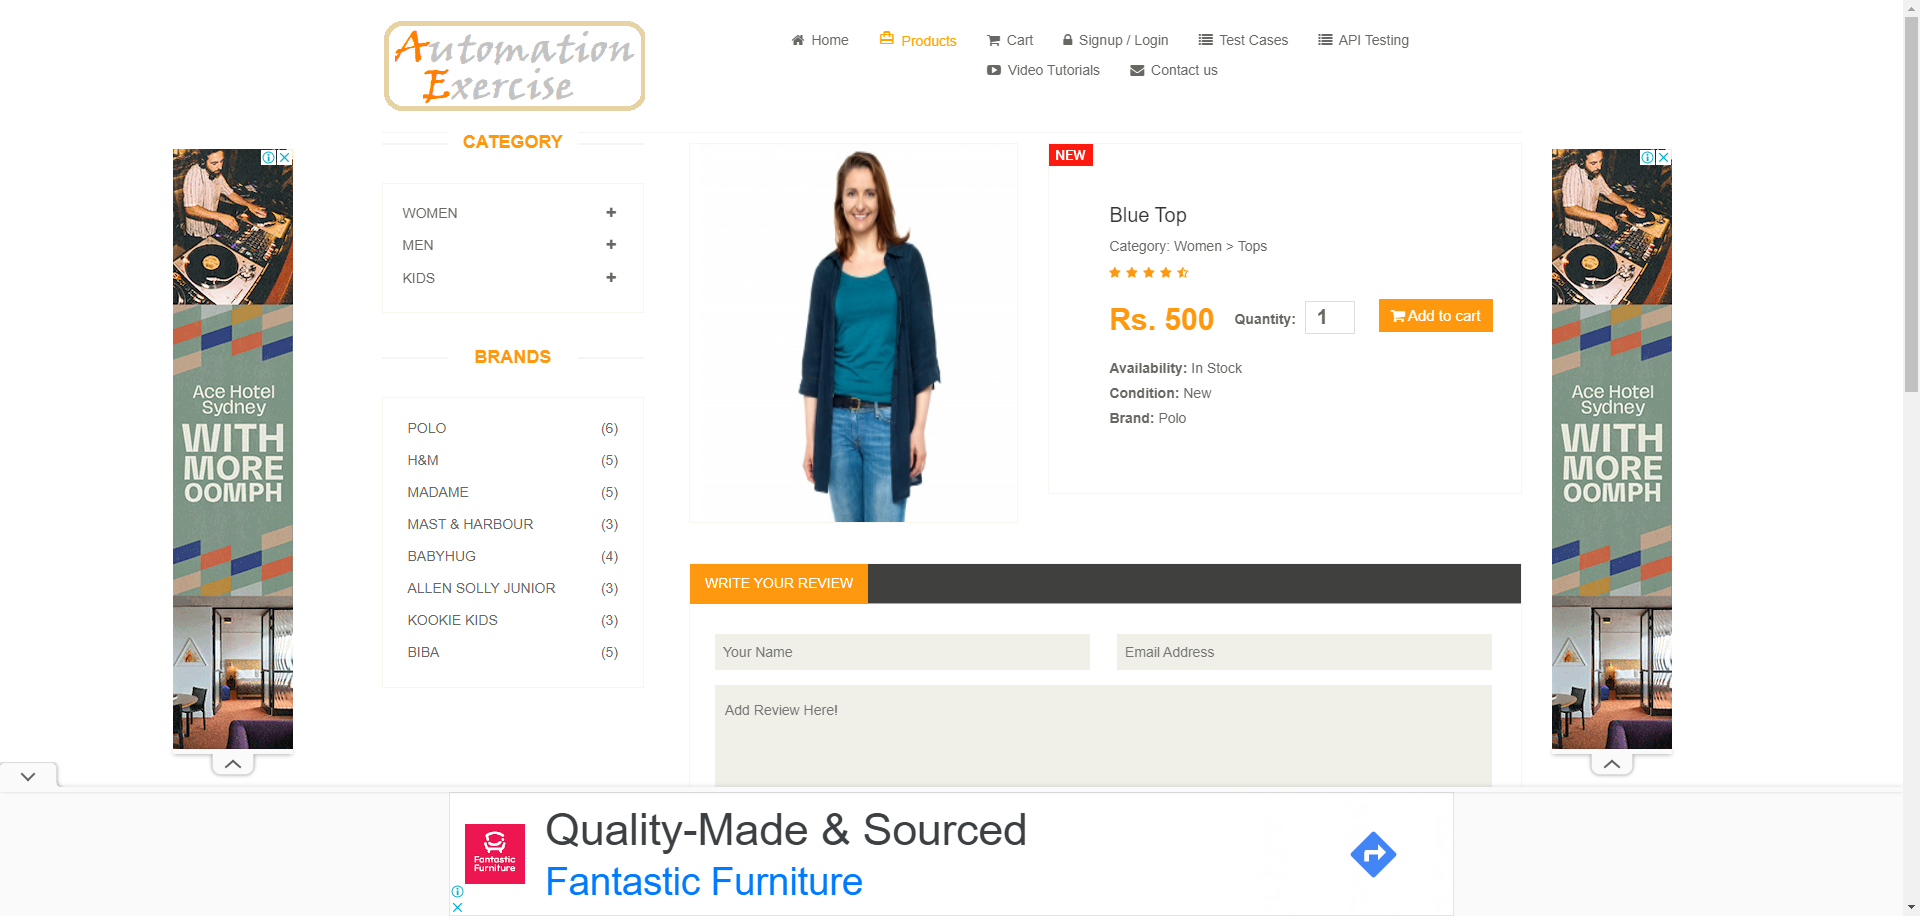 Automation
Exercise
Home
Products
Cart
Signup / Login
Test Cases
API Testing
Video Tutorials
Contact us
CATEGORY
WOMEN
MEN
KIDS
BRANDS
POLO (6)
H&M (5)
MADAME (5)
MAST & HARBOUR (3)
BABYHUG (4)
ALLEN SOLLY JUNIOR (3)
KOOKIE KIDS (3)
BIBA (5)
NEW
Blue Top
Category: Women > Tops
Rs. 500 Quantity: 1 Add to cart
Availability: In Stock
Condition: New
Brand: Polo
WRITE YOUR REVIEW
Your Name
Email Address
Add Review Here!
Ace Hotel
Sydney
WITH
MORE
OOMPH
Ace Hotel
Sydney
WITH
MORE
OOMPH
Fantastic
Furniture
Quality-Made & Sourced
Fantastic Furniture